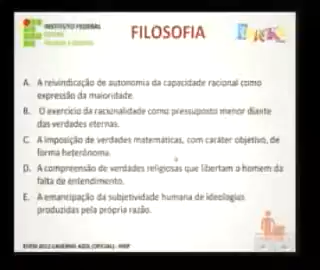 INSTITUTO FEDERAL
FILOSOFIA
A. A reivindicação de autonomia da capacidade racional como
expressão da maioridade.
B. O exercício da racionalidade como pressuposto menor diante
das verdades eternas.
C. A imposição de verdades matemáticas, com caráter objetivo, de
forma heterônoma.
D. A compreensão de verdades religiosas que libertam o homem da
falta de entendimento.
E. A emancipação da subjetividade humana de ideologias
produzidas pela própria razão.
ENEM 2012 CADERNO AZUL (OFICIAL) - INEP